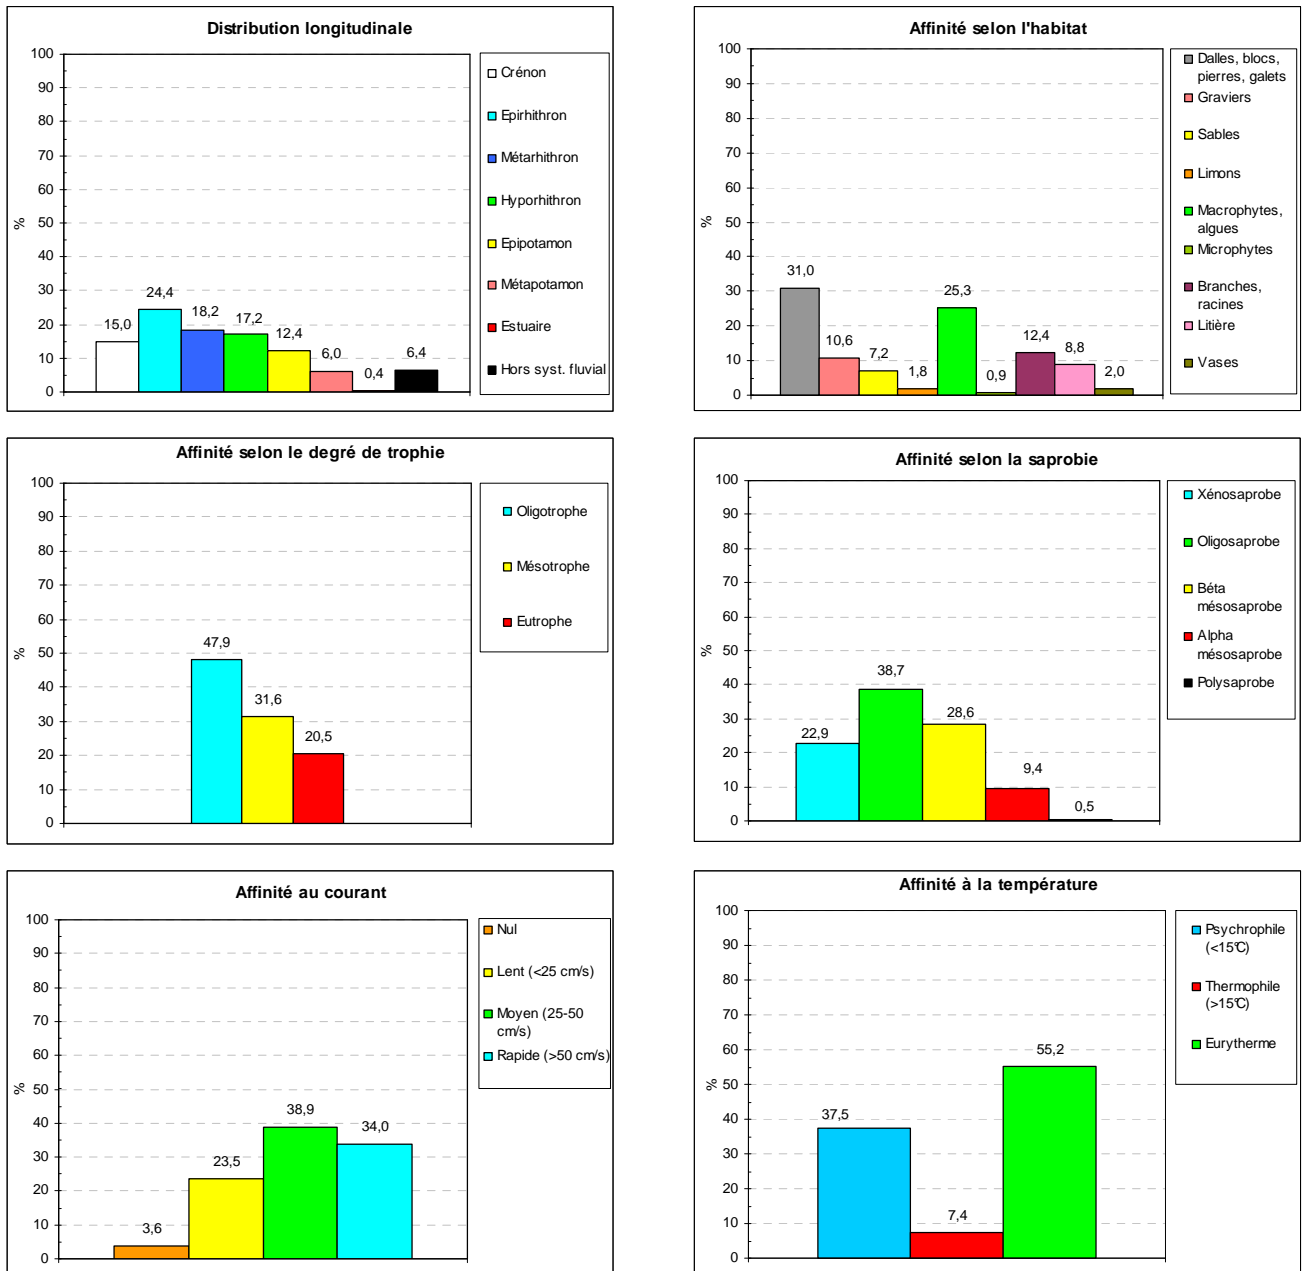 Distribution longitudinale
100
90
80
70
60
50
40
30
20
10
0
%
15,0
24,4
18,2
17,2
12,4
6,0
0,4
6,4
Crénon
Epirhithron
Métarhithron
Hyporhithron
Epipotamon
Métapotamon
Estuaire
Hors syst. fluvial
Affinité selon l'habitat
100
90
80
70
60
50
40
30
20
10
0
%
31,0
10,6
7,2
1,8
25,3
0,9
12,4
8,8
2,0
Dalles, blocs,
pierres, galets
Graviers
Sables
Limons
Macrophytes,
algues
Microphytes
Branches,
racines
Litière
Vases
Affinité selon le degré de trophie
100
90
80
70
60
50
40
30
20
10
0
%
47,9
31,6
20,5
Oligotrophe
Mésotrophe
Eutrophe
Affinité selon la saprobie
100
90
80
70
60
50
40
30
20
10
0
%
22,9
38,7
28,6
9,4
0,5
Xénosaprobe
Oligosaprobe
Béta
mésosaprobe
Alpha
mésosaprobe
Polysaprobe
Affinité au courant
100
90
80
70
60
50
40
30
20
10
0
%
3,6
23,5
38,9
34,0
Nul
Lent (<25 cm/s)
Moyen (25-50
cm/s)
Rapide (>50 cm/s)
Affinité à la température
100
90
80
70
60
50
40
30
20
10
0
%
37,5
7,4
55,2
Psychrophile
(<15℃)
Thermophile
(>15℃)
Eurytherme